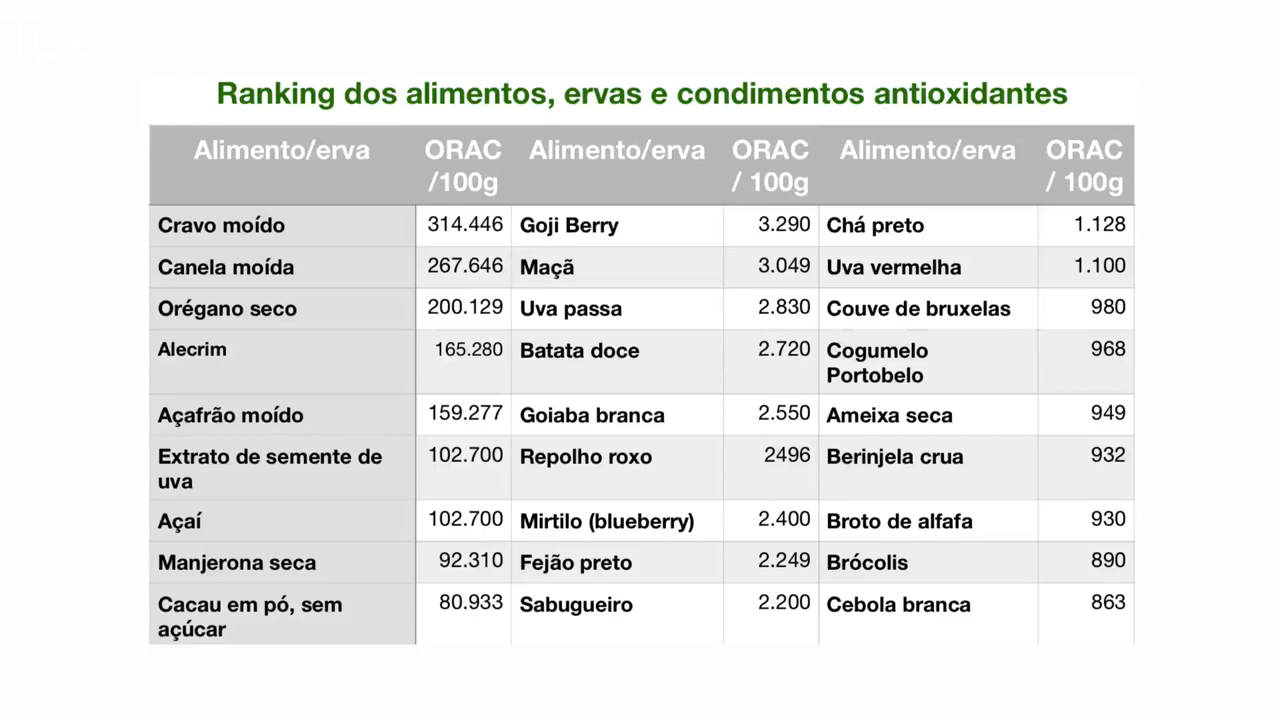 Ranking dos alimentos, ervas e condimentos antioxidantes
Alimento/erva ORAC /100g Alimento/erva ORAC / 100g Alimento/erva ORAC / 100g
Cravo moído 314.446 Goji Berry 3.290 Chá preto 1.128
Canela moída 267.646 Maçã 3.049 Uva vermelha 1.100
Orégano seco 200.129 Uva passa 2.830 Couve de bruxelas 980
Alecrim 165.280 Batata doce 2.720 Cogumelo Portobelo 968
Açafrão moído 159.277 Goiaba branca 2.550 Ameixa seca 949
Extrato de semente de uva 102.700 Repolho roxo 2496 Berinjela crua 932
Açaí 102.700 Mirtilo (blueberry) 2.400 Broto de alfafa 930
Manjerona seca 92.310 Fejão preto 2.249 Brócolis 890
Cacau em pó, sem açúcar 80.933 Sabugueiro 2.200 Cebola branca 863